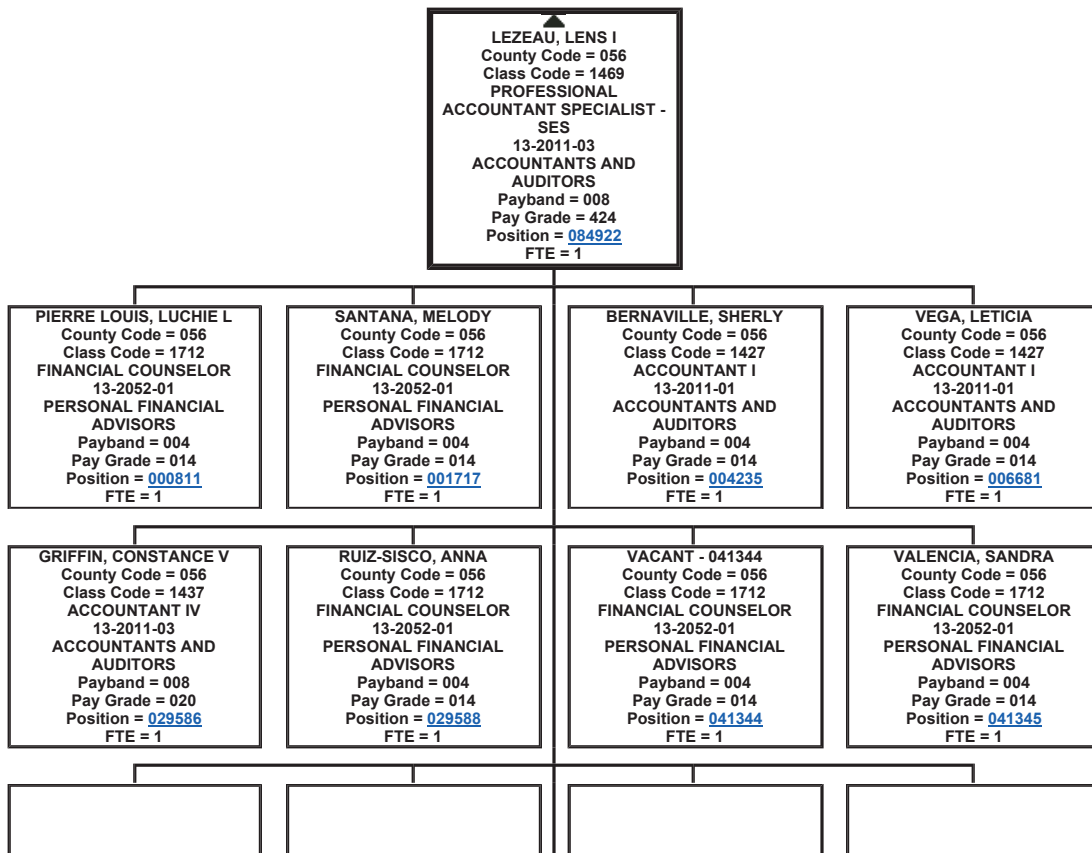 LEZEAU, LENS I
County Code = 056
Class Code = 1469
PROFESSIONAL
ACCOUNTANT SPECIALIST -
SES
13-2011-03
ACCOUNTANTS AND
AUDITORS
Payband = 008
Pay Grade = 424
Position = 084922
FTE = 1
PIERRE LOUIS, LUCHIE L
County Code = 056
Class Code = 1712
FINANCIAL COUNSELOR
13-2052-01
PERSONAL FINANCIAL
ADVISORS
Payband = 004
Pay Grade = 014
Position = 000811
FTE = 1
SANTANA, MELODY
County Code = 056
Class Code = 1712
FINANCIAL COUNSELOR
13-2052-01
PERSONAL FINANCIAL
ADVISORS
Payband = 004
Pay Grade = 014
Position = 001717
FTE = 1
BERNAVILLE, SHERLY
County Code = 056
Class Code = 1427
ACCOUNTANT I
13-2011-01
ACCOUNTANTS AND
AUDITORS
Payband = 004
Pay Grade = 014
Position = 004235
FTE = 1
VEGA, LETICIA
County Code = 056
Class Code = 1427
ACCOUNTANT I
13-2011-01
ACCOUNTANTS AND
AUDITORS
Payband = 004
Pay Grade = 014
Position = 006681
FTE = 1
GRIFFIN, CONSTANCE V
County Code = 056
Class Code = 1437
ACCOUNTANT IV
13-2011-03
ACCOUNTANTS AND
AUDITORS
Payband = 008
Pay Grade = 020
Position = 029586
FTE = 1
RUIZ-SISCO, ANNA
County Code = 056
Class Code = 1712
FINANCIAL COUNSELOR
13-2052-01
PERSONAL FINANCIAL
ADVISORS
Payband = 004
Pay Grade = 014
Position = 029588
FTE = 1
VACANT - 041344
County Code = 056
Class Code = 1712
FINANCIAL COUNSELOR
13-2052-01
PERSONAL FINANCIAL
ADVISORS
Payband = 004
Pay Grade = 014
Position = 041344
FTE = 1
VALENCIA, SANDRA
County Code = 056
Class Code = 1712
FINANCIAL COUNSELOR
13-2052-01
PERSONAL FINANCIAL
ADVISORS
Payband = 004
Pay Grade = 014
Position = 041345
FTE = 1